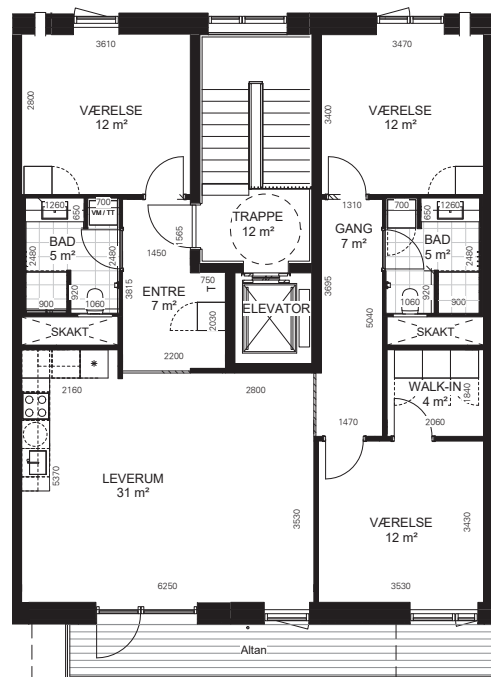 3610
3470
2800
VÆRELSE
12 m²
3400
VÆRELSE
12 m²
1260
650
700
VM / TT
BAD
5 m²
2480
2480
900
920
1060
SKAKT
1565
1450
3815
ENTRE
7 m²
750
2030
2200
TRAPPE
12 m²
ELEVATOR
1310
GANG
7 m²
3695
5040
700
650
1260
BAD
5 m²
2480
1060
920
900
SKAKT
2160
2800
1470
WALK-IN
4 m²
1840
2060
5370
LEVERUM
31 m²
3530
6250
VÆRELSE
12 m²
3430
3530
Altan